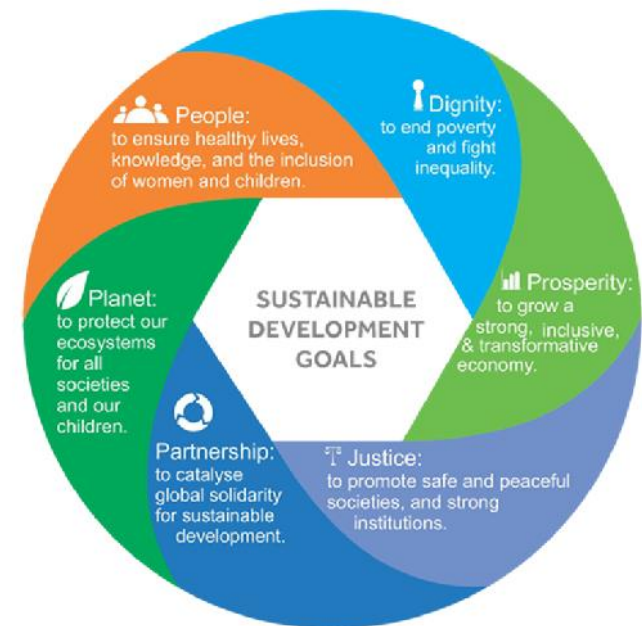 People:
to ensure healthy lives,
knowledge, and the inclusion
of women and children.
Dignity:
to end poverty
and fight
inequality.
Prosperity:
to grow a
strong, inclusive,
& transformative
economy.
Justice:
to promote safe and peaceful
societies, and strong
institutions.
Partnership:
to catalyse
global solidarity
for sustainable
development.
Planet:
to protect our
ecosystems
for all
societies
and our
children.
SUSTAINABLE
DEVELOPMENT
GOALS